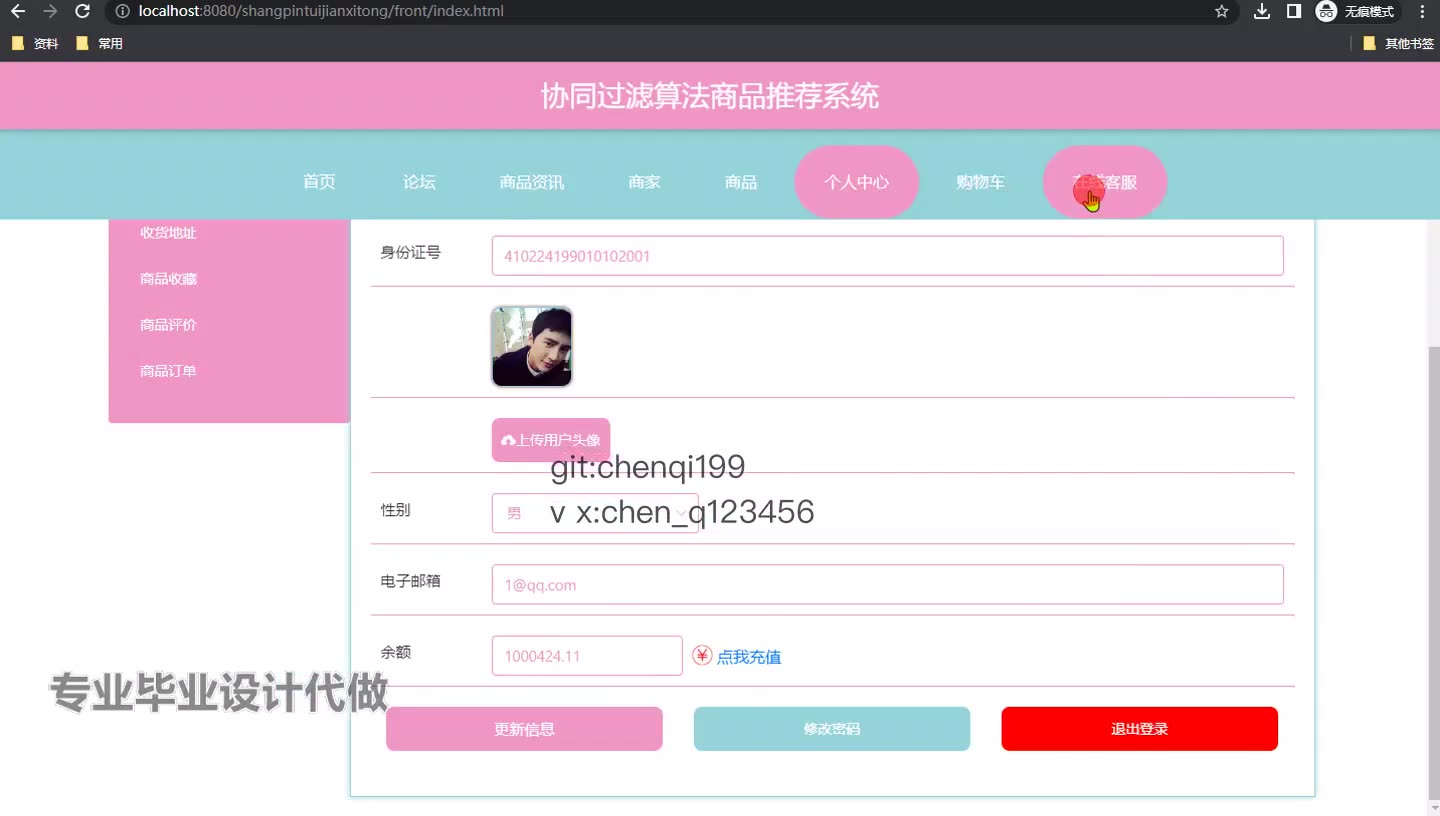 localhost:8080/shangpintuijianxitong/front/index.html
无痕模式
资料
常用
其他书签
协同过滤算法商品推荐系统
首页
论坛
商品资讯
商家
商品
个人中心
购物车
在线客服
收货地址
商品收藏
商品评价
商品订单
身份证号
410224199010102001
上传用户头像
git:chenqi199
性别
男
v x:chen_q123456
电子邮箱
1@qq.com
余额
1000424.11
点我充值
专业毕业设计代做
更新信息
修改密码
退出登录